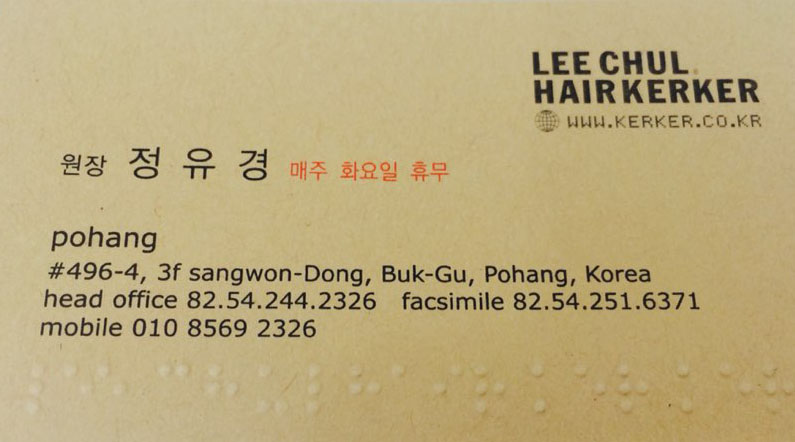 LEE CHUL.
HAIRKERKER
WWW.KERKER.CO.KR
원장 정 유 경 매주 화요일 휴무
pohang
#496-4, 3f sangwon-Dong, Buk-Gu, Pohang, Korea
head office 82.54.244.2326 facsimile 82.54.251.6371
mobile 010 8569 2326